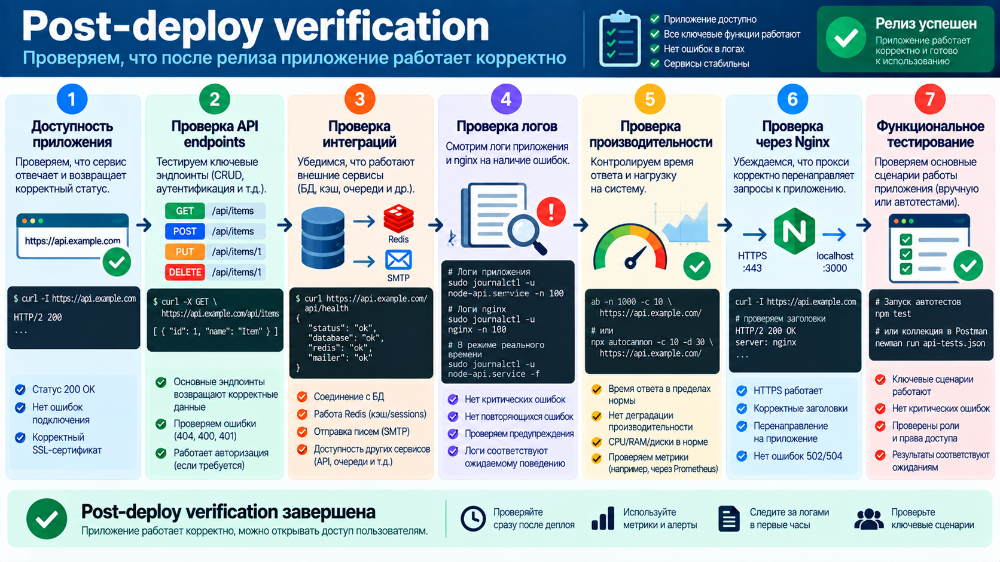 Post-deploy verification
Проверяем, что после релиза приложение работает корректно
Приложение доступно
Все ключевые функции работают
Нет ошибок в логах
Сервисы стабильны
Релиз успешен
Приложение работает
корректно и готово
к использованию
1
Доступность
приложения
Проверяем, что сервис
отвечает и возвращает
корректный статус.
https://api.example.com
$ curl -I https://api.example.com
HTTP/2 200
...
Статус 200 OK
Нет ошибок
подключения
Корректный
SSL-сертификат
2
Проверка API
endpoints
Тестируем ключевые
эндпоинты (CRUD,
аутентификация и т.д.).
GET /api/items
POST /api/items
PUT /api/items/1
DELETE /api/items/1
$ curl -X GET \
https://api.example.com/api/items
[ { "id": 1, "name": "Item" } ]
Основные эндпоинты
возвращают корректные
данные
Проверяем ошибки
(404, 400, 401)
Работает авторизация
(если требуется)
3
Проверка
интеграций
Убедимся, что работают
внешние сервисы
(БД, кэш, очереди и др.).
Redis
SMTP
$ curl https://api.example.com/
api/health
{
"status": "ok",
"database": "ok",
"redis": "ok",
"mailer": "ok"
}
Соединение с БД
Работа Redis (кэш/sessions)
Отправка писем (SMTP)
Доступность других сервисов
(API, очереди и т.д.)
4
Проверка логов
Смотрим логи приложения
и nginx на наличие ошибок.
!
# Логи приложения
sudo journalctl -u
node-api.service -n 100
# Логи nginx
sudo journalctl -u
nginx -n 100
# В режиме реального
времени
sudo journalctl -u
node-api.service -f
Нет критических ошибок
Нет повторяющихся ошибок
Проверяем предупреждения
Логи соответствуют
ожидаемому поведению
5
Проверка
производительности
Контролируем время
ответа и нагрузку
на систему.
ab -n 1000 -c 10 \
https://api.example.com/
# или
npx autocannon -c 10 -d 30 \
https://api.example.com/
Время ответа в пределах
нормы
Нет деградации
производительности
CPU/RAM/диски в норме
Проверяем метрики
(например, через Prometheus)
6
Проверка
через Nginx
Убеждаемся, что прокси
корректно перенаправляет
запросы к приложению.
N
HTTPS
:443
localhost
:3000
curl -I https://api.example.com
# проверяем заголовки
HTTP/2 200 OK
server: nginx
...
HTTPS работает
Корректные заголовки
Перенаправление
на приложение
Нет ошибок 502/504
7
Функциональное
тестирование
Проверяем основные
сценарии работы
приложения (вручную
или автотестами).
# Запуск автотестов
npm test
# или коллекция в Postman
newman run api-tests.json
Ключевые сценарии
работают
Нет критических ошибок
Проверены роли
и права доступа
Результаты соответствуют
ожиданиям
Post-deploy verification завершена
Приложение работает корректно, можно открывать доступ пользователям.
Проверяйте
сразу после деплоя
Используйте
метрики и алерты
Следите за логами
в первые часы
Проверьте
ключевые сценарии